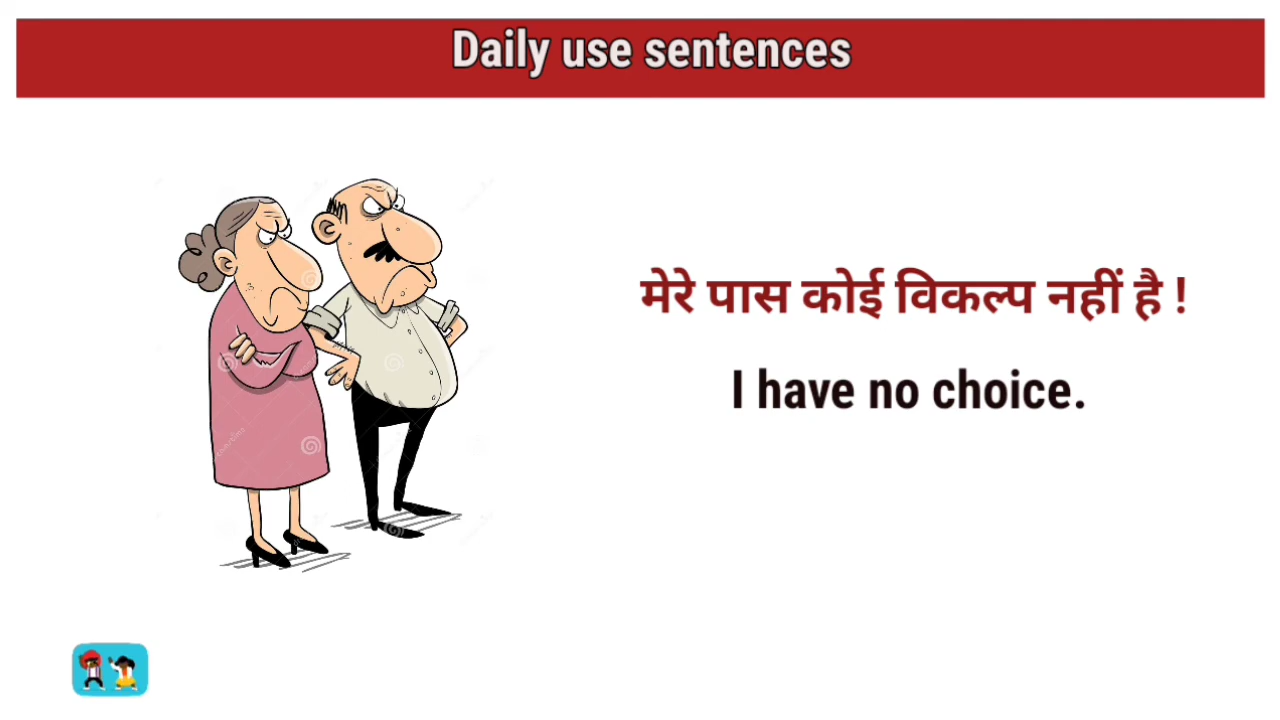 Daily use sentences
मेरे पास कोई विकल्प नहीं है !
I have no choice.